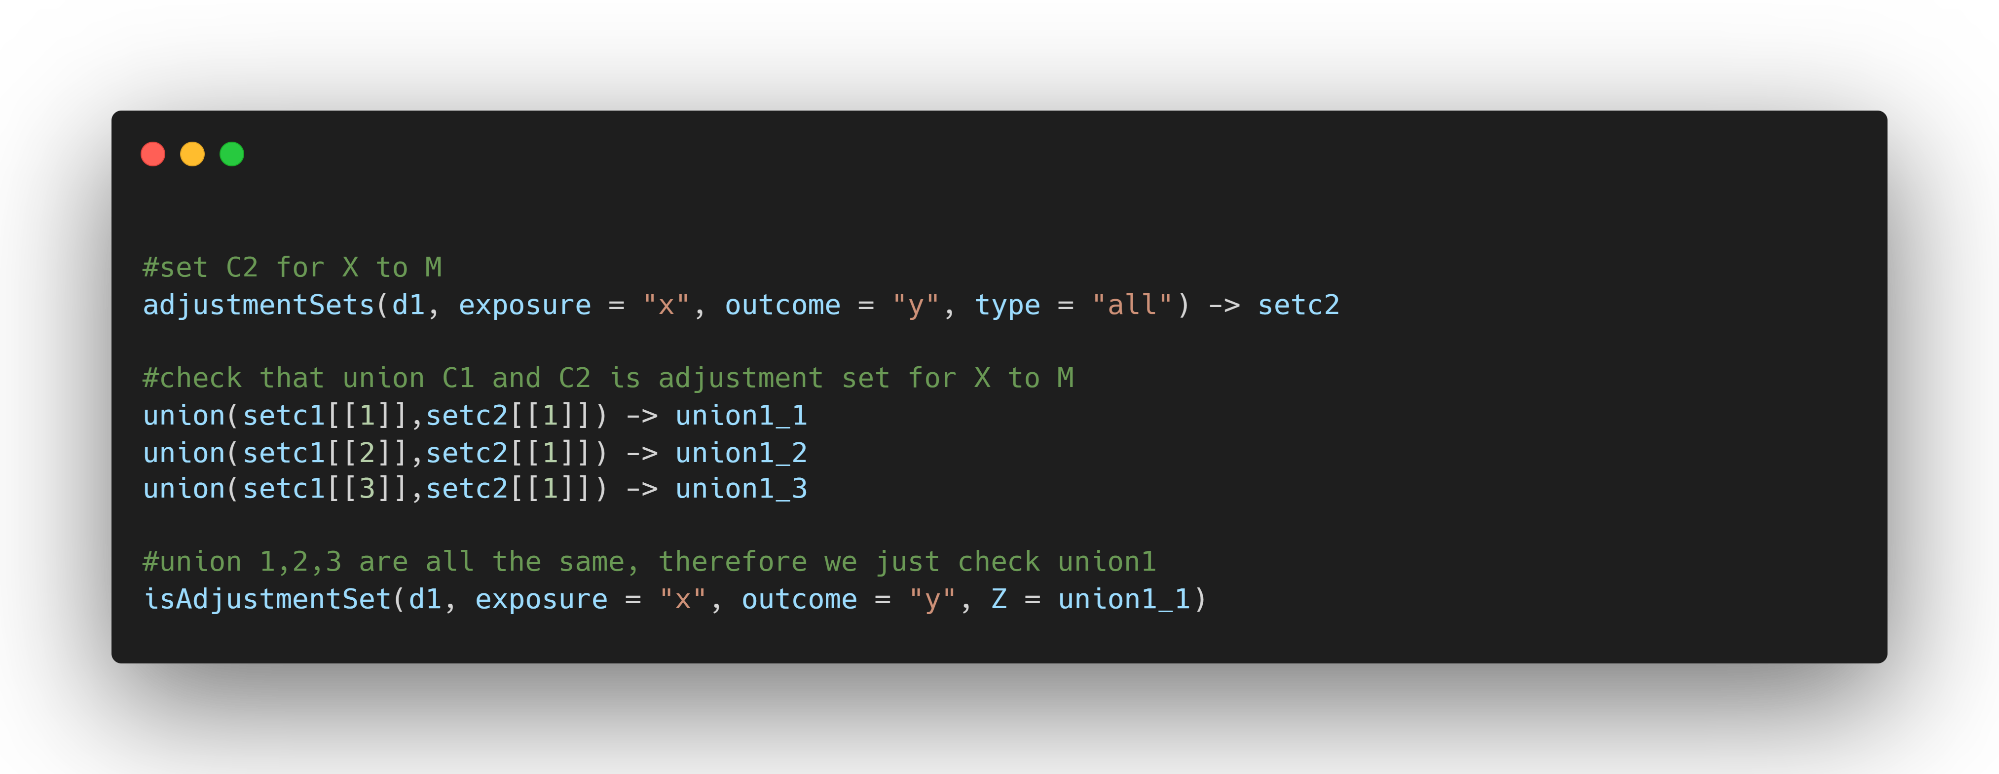 #set C2 for X to M
adjustmentSets(d1, exposure = "x", outcome = "y", type = "all") -> setc2
#check that union C1 and C2 is adjustment set for X to M
union(setc1[[1]],setc2[[1]]) -> union1_1
union(setc1[[2]],setc2[[1]]) -> union1_2
union(setc1[[3]],setc2[[1]]) -> union1_3
#union 1,2,3 are all the same, therefore we just check union1
isAdjustmentSet(d1, exposure = "x", outcome = "y", Z = union1_1)